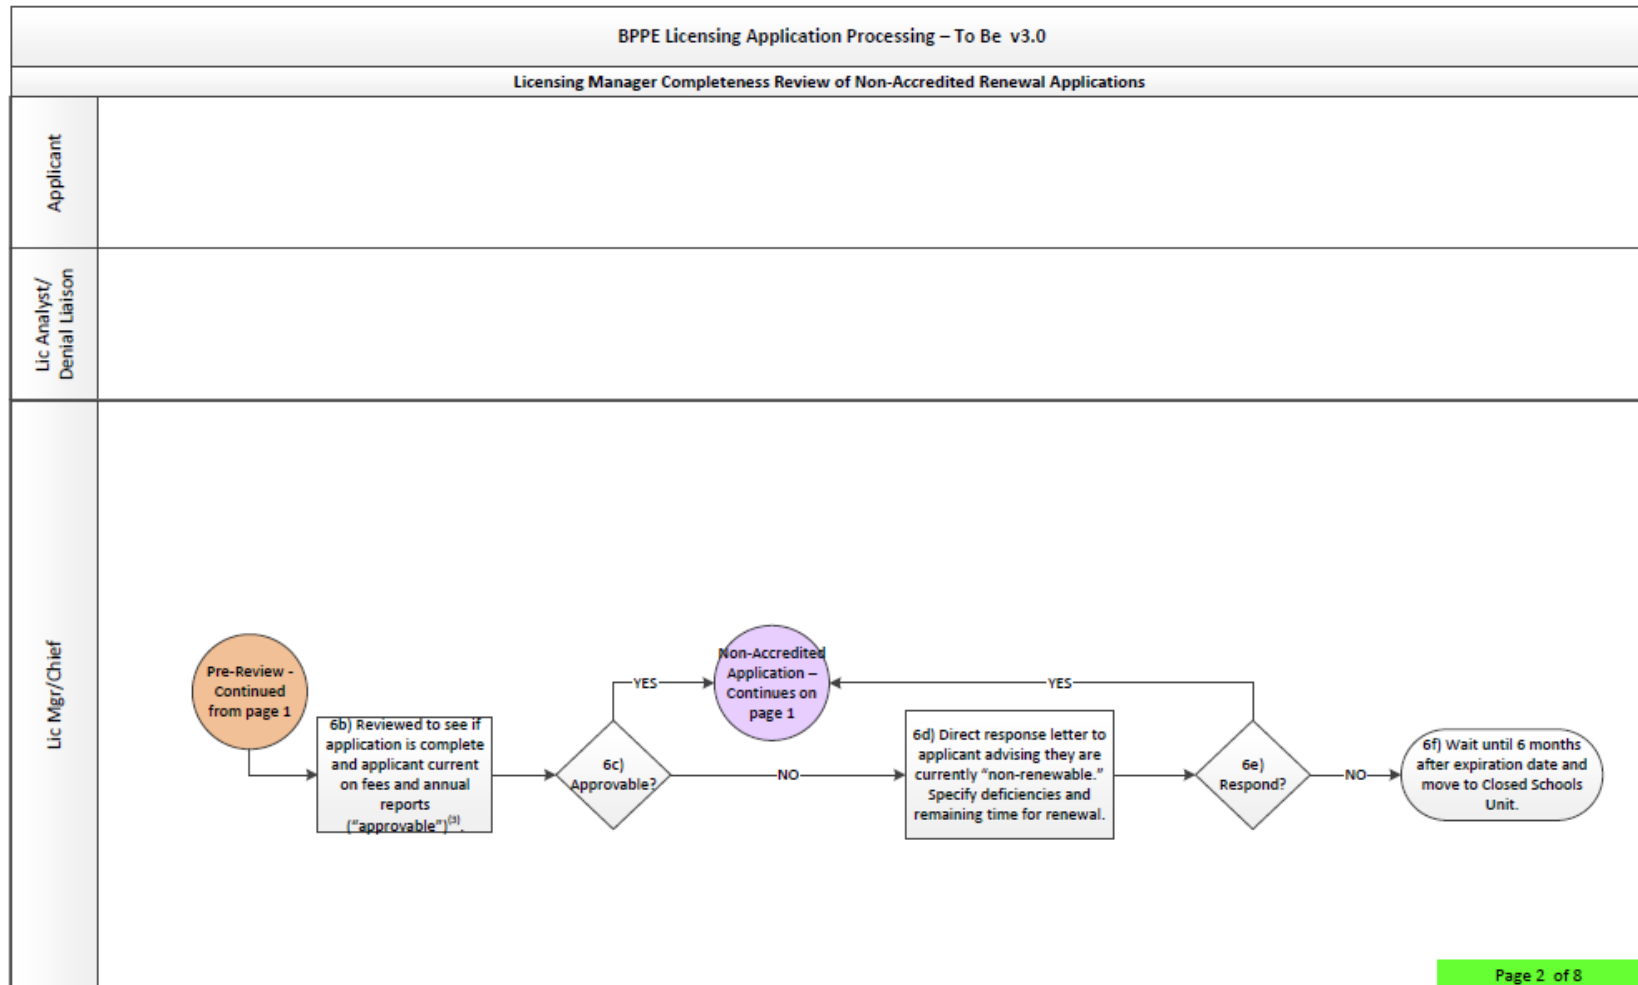 BPPE Licensing Application Processing – To Be v3.0
Licensing Manager Completeness Review of Non-Accredited Renewal Applications
Applicant
Lic Analyst/
Denial Liaison
Lic Mgr/Chief
Pre-Review -
Continued
from page 1
6b) Reviewed to see if
application is complete
and applicant current
on fees and annual
reports
("approvable")(3).
6c)
Approvable?
YES
NO
Non-Accredited
Application –
Continues on
page 1
6d) Direct response letter to
applicant advising they are
currently "non-renewable."
Specify deficiencies and
remaining time for renewal.
YES
6e)
Respond?
NO
6f) Wait until 6 months
after expiration date and
move to Closed Schools
Unit.
Page 2 of 8